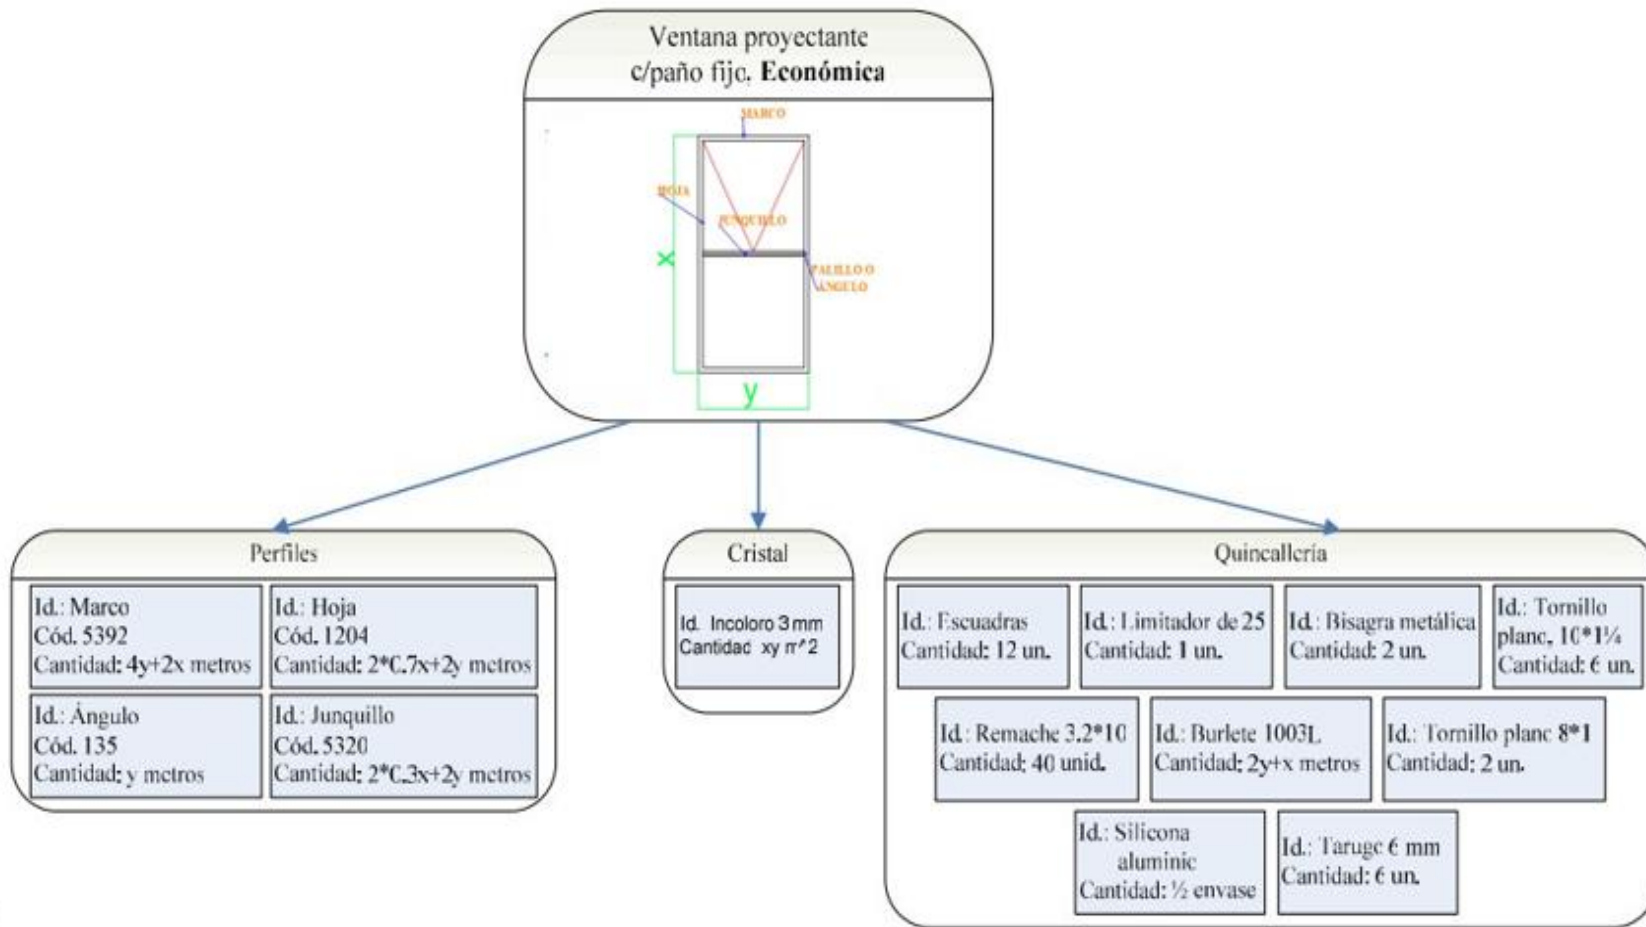 Ventana proyectante
c/paño fijo. Económica
MARCO
HOJA
JUNQUILLO
x
PALILLO O
ÁNGULO
y
Perfiles
Id.: Marco
Cód. 5392
Cantidad: 4y+2x metros
Id.: Hoja
Cód. 1204
Cantidad: 2*0.7x+2y metros
Id.: Ángulo
Cód. 135
Cantidad: y metros
Id.: Junquillo
Cód. 5320
Cantidad: 2*0.3x+2y metros
Cristal
Id. Incoloro 3 mm
Cantidad xy m^2
Quincallería
Id.: Escuadras
Cantidad: 12 un.
Id.: Limitador de 25
Cantidad: 1 un.
Id.: Bisagra metálica
Cantidad: 2 un.
Id.: Tornillo
plano, 10*1¼
Cantidad: 6 un.
Id.: Remache 3.2*10
Cantidad: 40 unid.
Id.: Burlete 1003L
Cantidad: 2y+x metros
Id.: Tornillo plano 8*1
Cantidad: 2 un.
Id.: Silicona
aluminio
Cantidad: ½ envase
Id.: Tarugo 6 mm
Cantidad: 6 un.